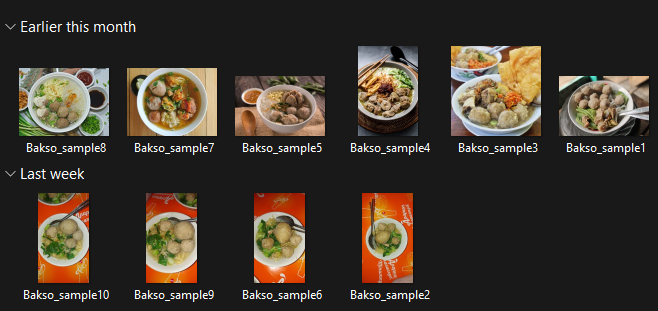 Earlier this month
Bakso_sample8
Bakso_sample7
Bakso_sample5
Bakso_sample4
Bakso_sample3
Bakso_sample1
Last week
Bakso_sample10
Bakso_sample9
Bakso_sample6
Bakso_sample2